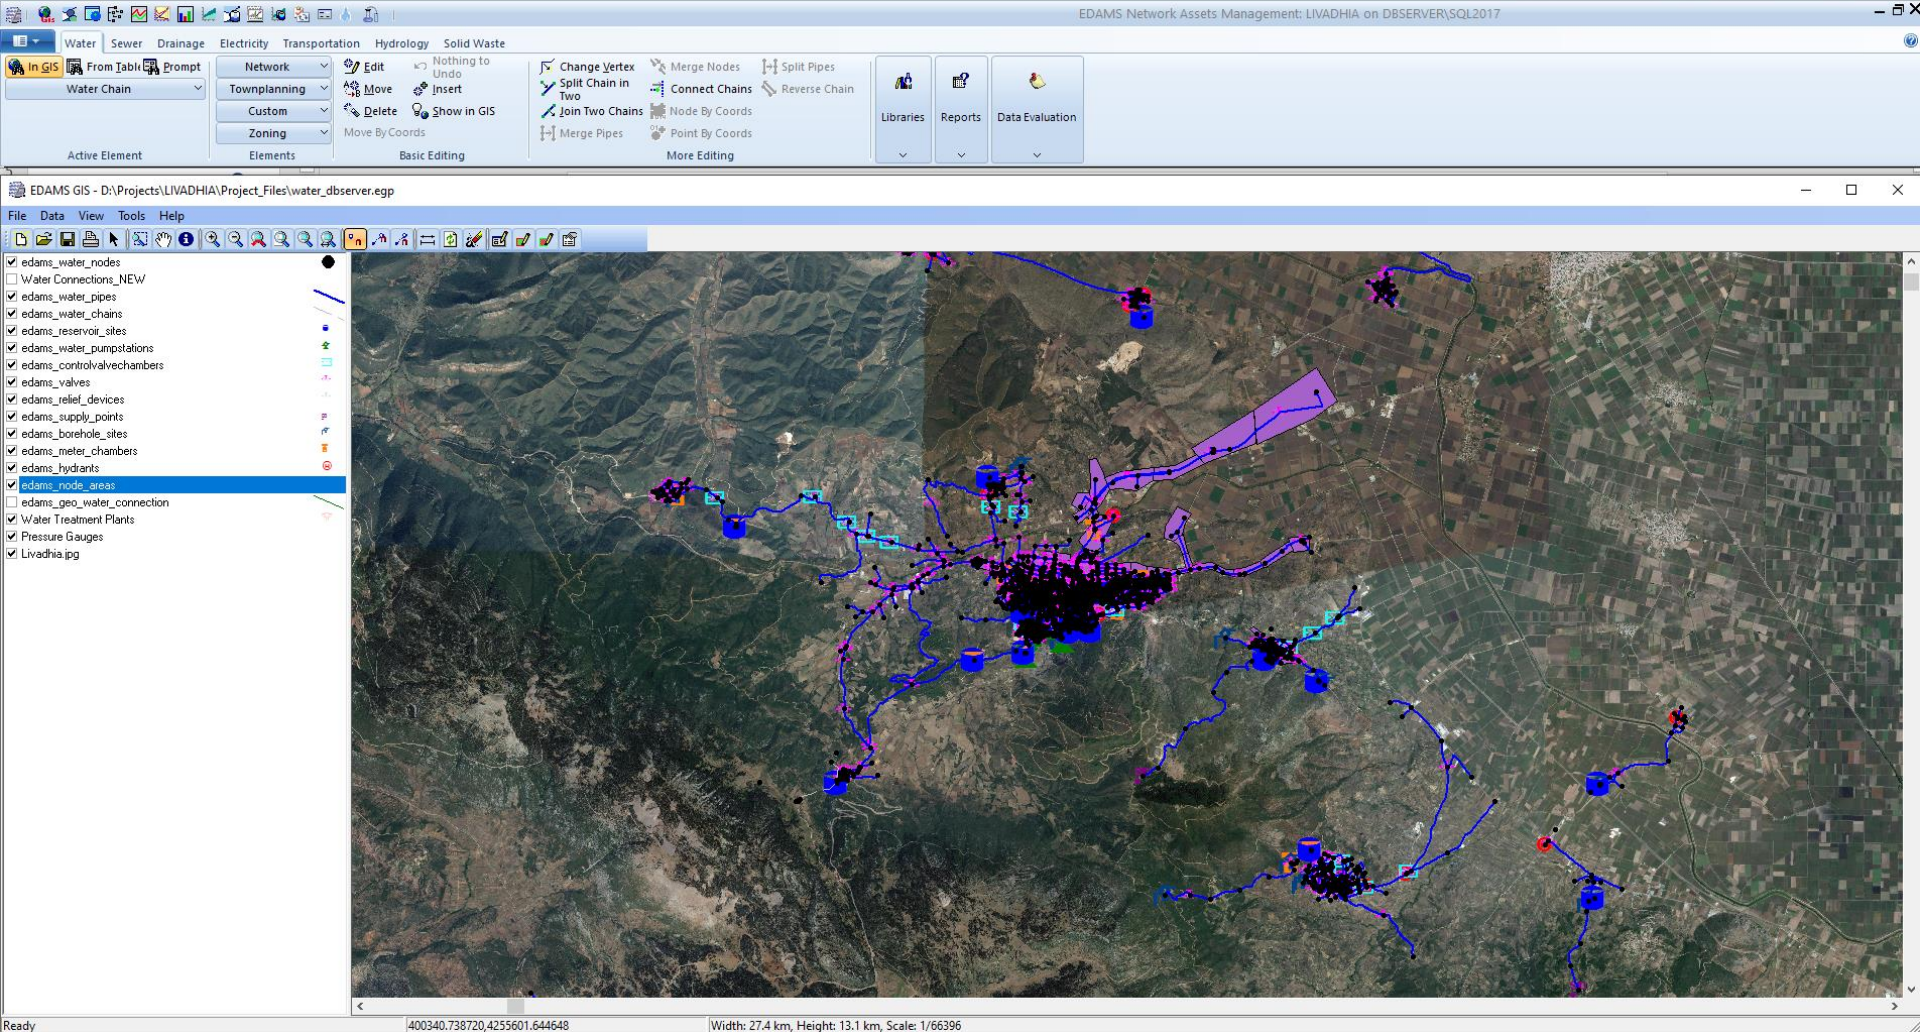 EDAMS Network Assets Management: LIVADHIA on DBSERVER\SQL2017
Water Sewer Drainage Electricity Transportation Hydrology Solid Waste
In GIS From Table Prompt
Water Chain
Active Element
Network
Townplanning
Custom
Zoning
Elements
Edit Nothing to Undo
Move Insert
Delete Show in GIS
Move By Coords
Basic Editing
Change Vertex Merge Nodes Split Pipes
Split Chain in Two Connect Chains Reverse Chain
Join Two Chains Node By Coords
Merge Pipes Point By Coords
More Editing
Libraries Reports Data Evaluation
EDAMS GIS - D:\Projects\LIVADHIA\Project_Files\water_dbserver.egp
File Data View Tools Help
edams_water_nodes
Water Connections_NEW
edams_water_pipes
edams_water_chains
edams_reservoir_sites
edams_water_pumpstations
edams_controlvalvechambers
edams_valves
edams_relief_devices
edams_supply_points
edams_borehole_sites
edams_meter_chambers
edams_hydrants
edams_node_areas
edams_geo_water_connection
Water Treatment Plants
Pressure Gauges
Livadhia.jpg
Ready 400340.738720,4255601.644648 Width: 27.4 km, Height: 13.1 km, Scale: 1/66396